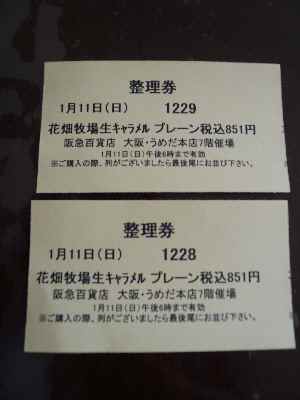 整理券
1月11日(日) 1229
花畑牧場生ｷｬﾗﾒﾙ プレーン税込851円
阪急百貨店 大阪・うめだ本店7階催場
1月11日(日)午後6時まで有効
※ご購入の際、列がございましたら最後尾にお並び下さい。
整理券
1月11日(日) 1228
花畑牧場生ｷｬﾗﾒﾙ プレーン税込851円
阪急百貨店 大阪・うめだ本店7階催場
1月11日(日)午後6時まで有効
※ご購入の際、列がございましたら最後尾にお並び下さい。